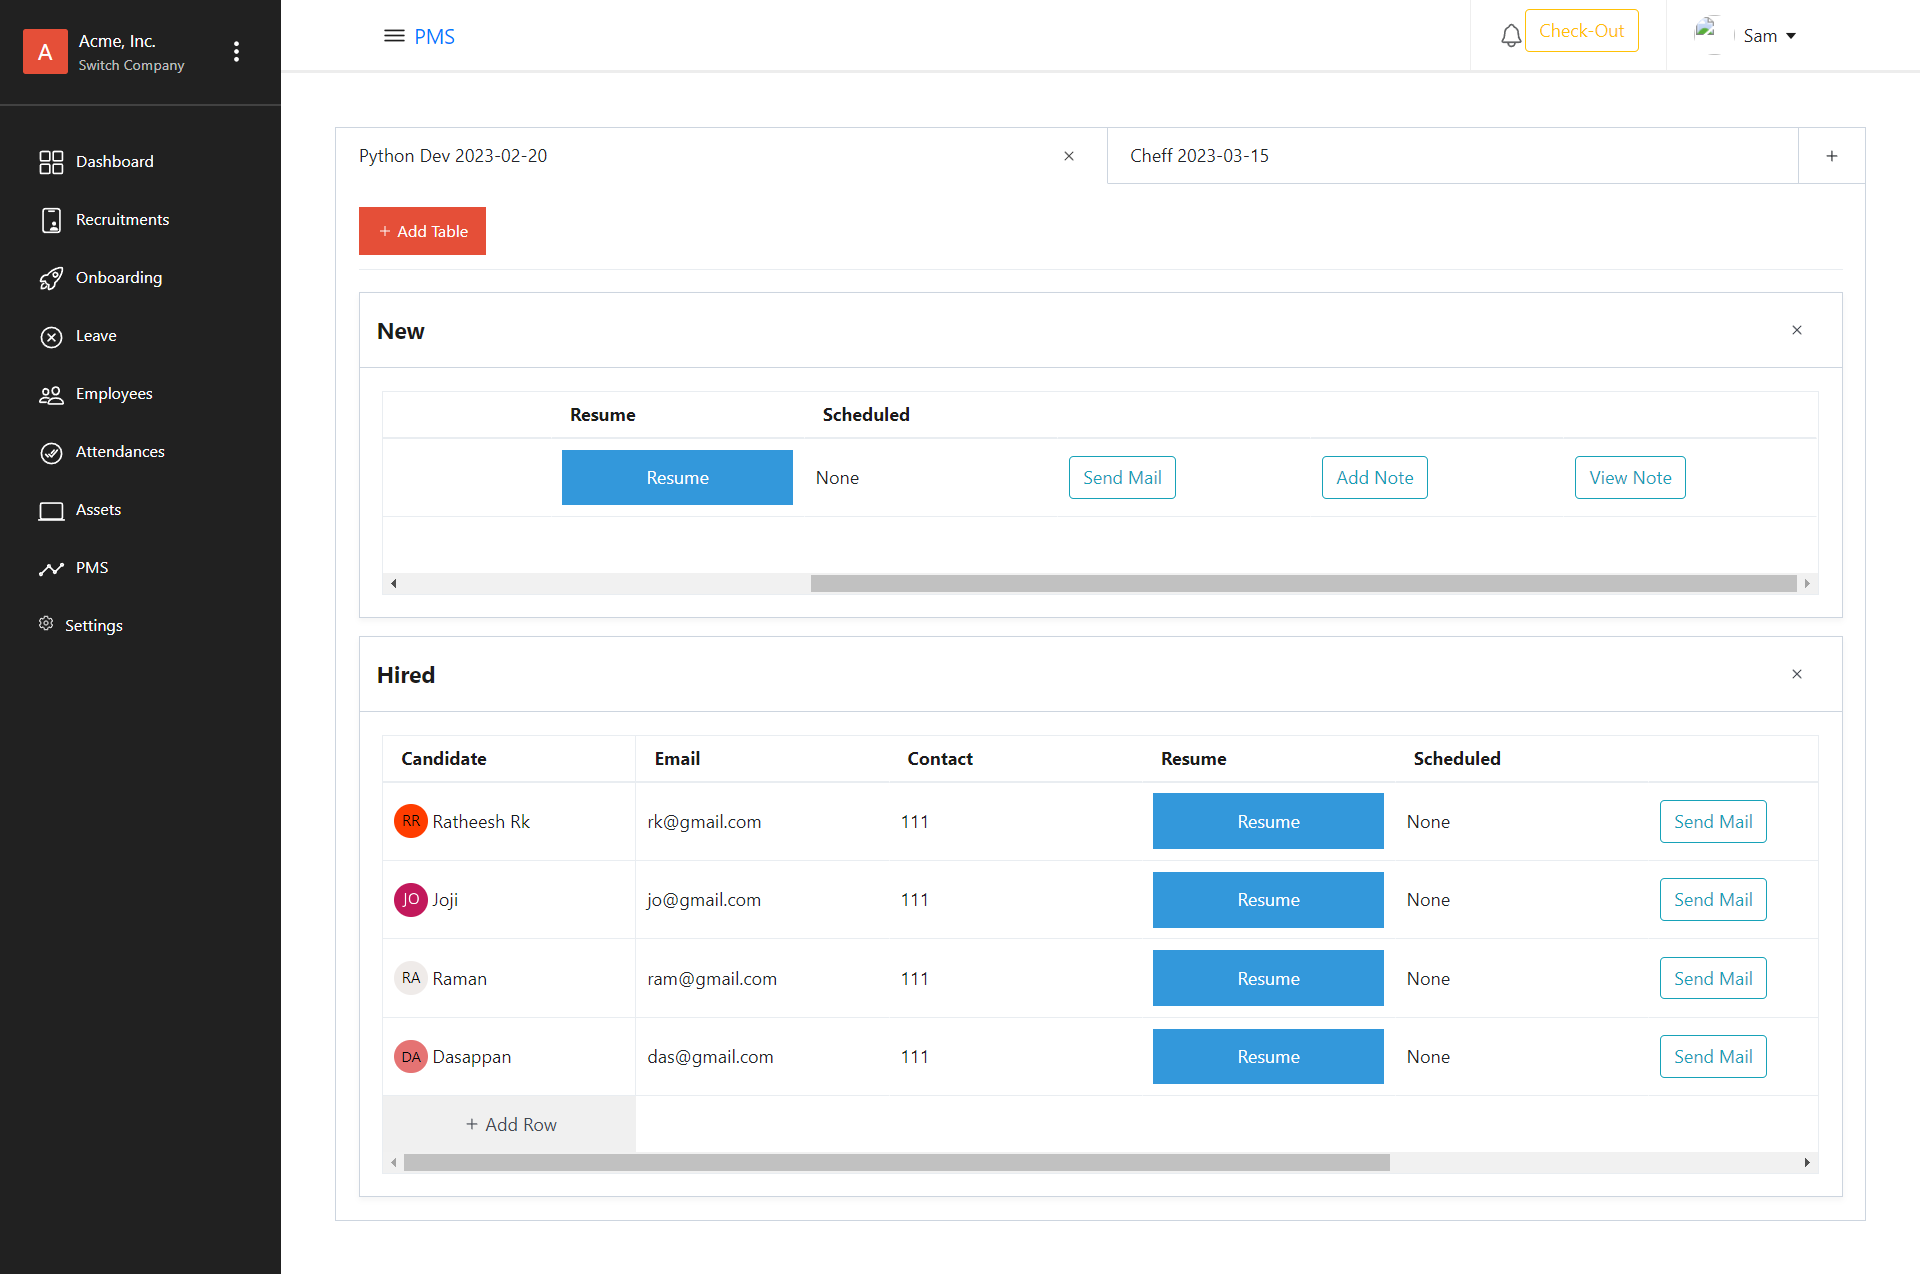 A
Acme, Inc.
Switch Company
PMS
Check-Out
Sam
Dashboard
Recruitments
Onboarding
Leave
Employees
Attendances
Assets
PMS
Settings
Python Dev 2023-02-20
Cheff 2023-03-15
+
+ Add Table
New
Resume Scheduled
Resume None Send Mail Add Note View Note
Hired
Candidate Email Contact Resume Scheduled
RR Ratheesh Rk rk@gmail.com 111 Resume None Send Mail
JO Joji jo@gmail.com 111 Resume None Send Mail
RA Raman ram@gmail.com 111 Resume None Send Mail
DA Dasappan das@gmail.com 111 Resume None Send Mail
+ Add Row